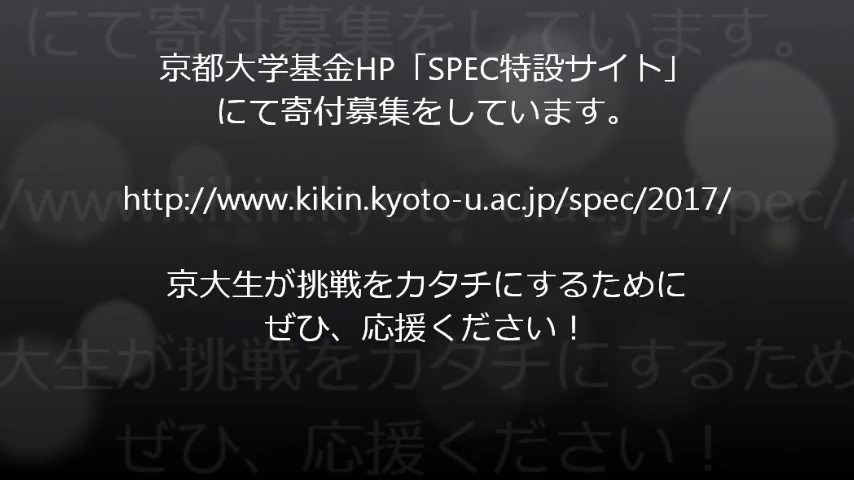 京都大学基金HP「SPEC特設サイト」
にて寄付募集をしています。
http://www.kikin.kyoto-u.ac.jp/spec/2017/
京大生が挑戦をカタチにするために
ぜひ、応援ください！